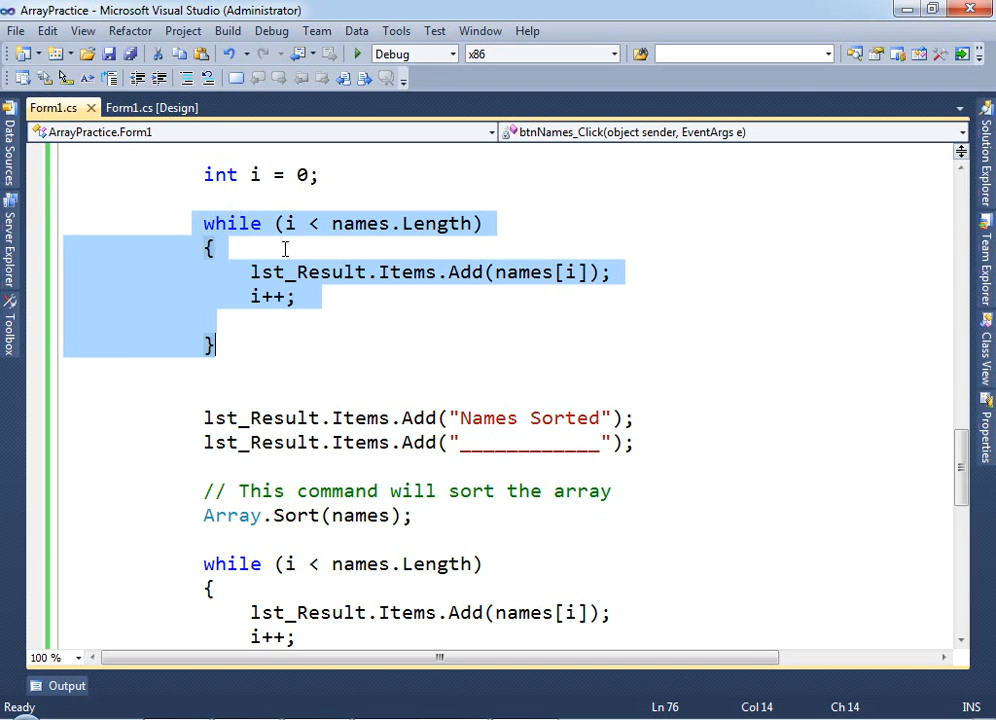 ArrayPractice - Microsoft Visual Studio (Administrator)
File Edit View Refactor Project Build Debug Team Data Tools Test Window Help
Debug x86
Form1.cs Form1.cs [Design]
ArrayPractice.Form1 btnNames_Click(object sender, EventArgs e)
Data Sources
Server Explorer
Toolbox
int i = 0;
while (i < names.Length)
{
lst_Result.Items.Add(names[i]);
i++;
}
lst_Result.Items.Add("Names Sorted");
lst_Result.Items.Add("____________");
// This command will sort the array
Array.Sort(names);
while (i < names.Length)
{
lst_Result.Items.Add(names[i]);
i++;
Solution Explorer
Team Explorer
Class View
Properties
100 %
Output
Ready Ln 76 Col 14 Ch 14 INS